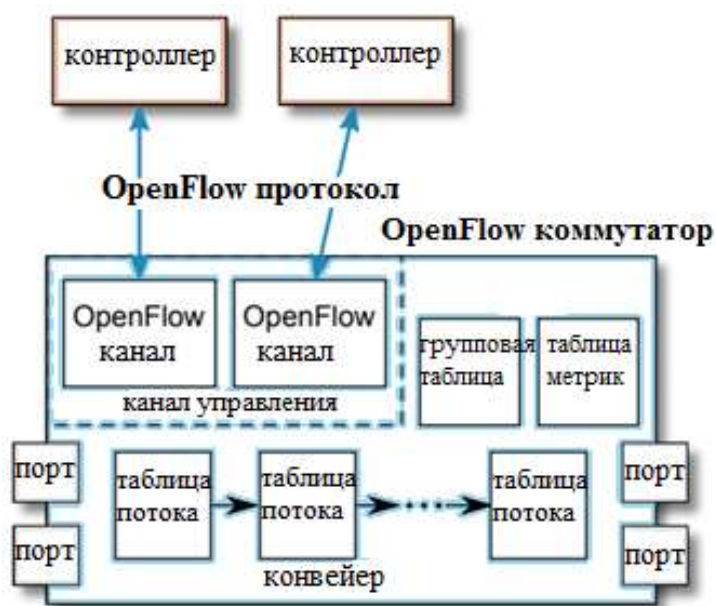 контроллер
контроллер
OpenFlow протокол
OpenFlow коммутатор
OpenFlow
канал
OpenFlow
канал
канал управления
групповая
таблица
таблица
метрик
порт
порт
таблица
потока
таблица
потока
таблица
потока
конвейер
порт
порт